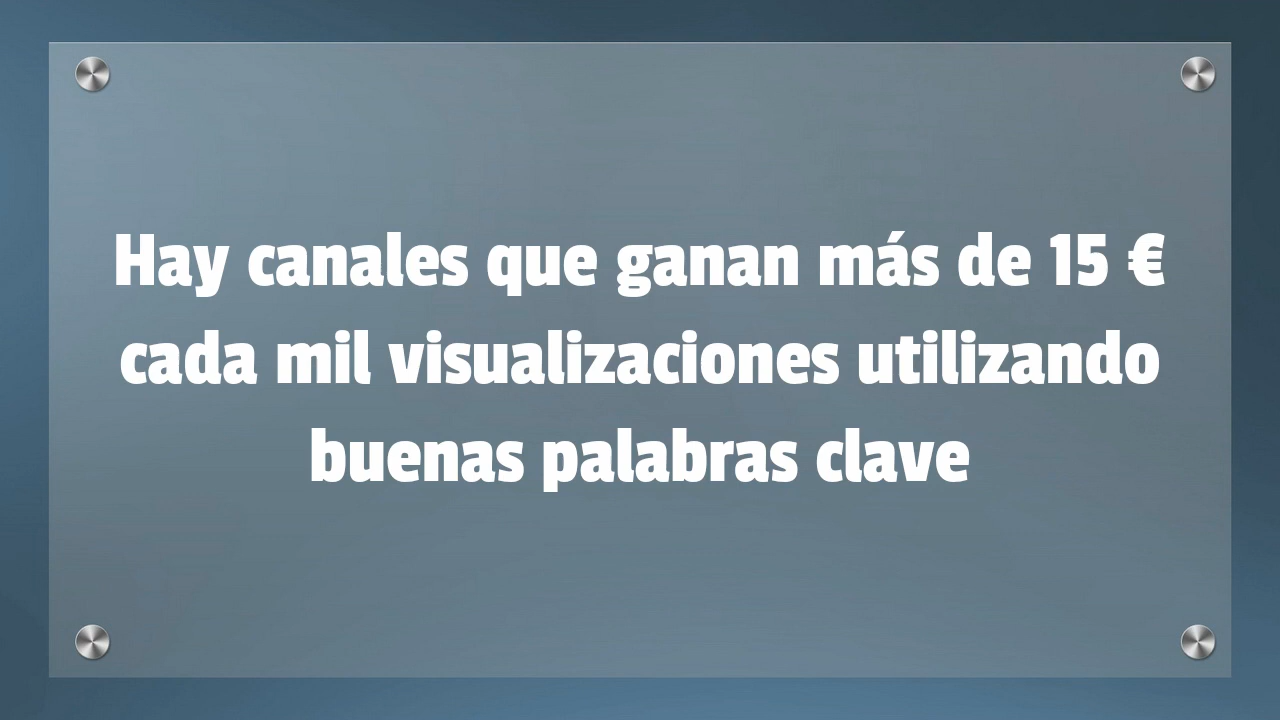 Hay canales que ganan más de 15 €
cada mil visualizaciones utilizando
buenas palabras clave